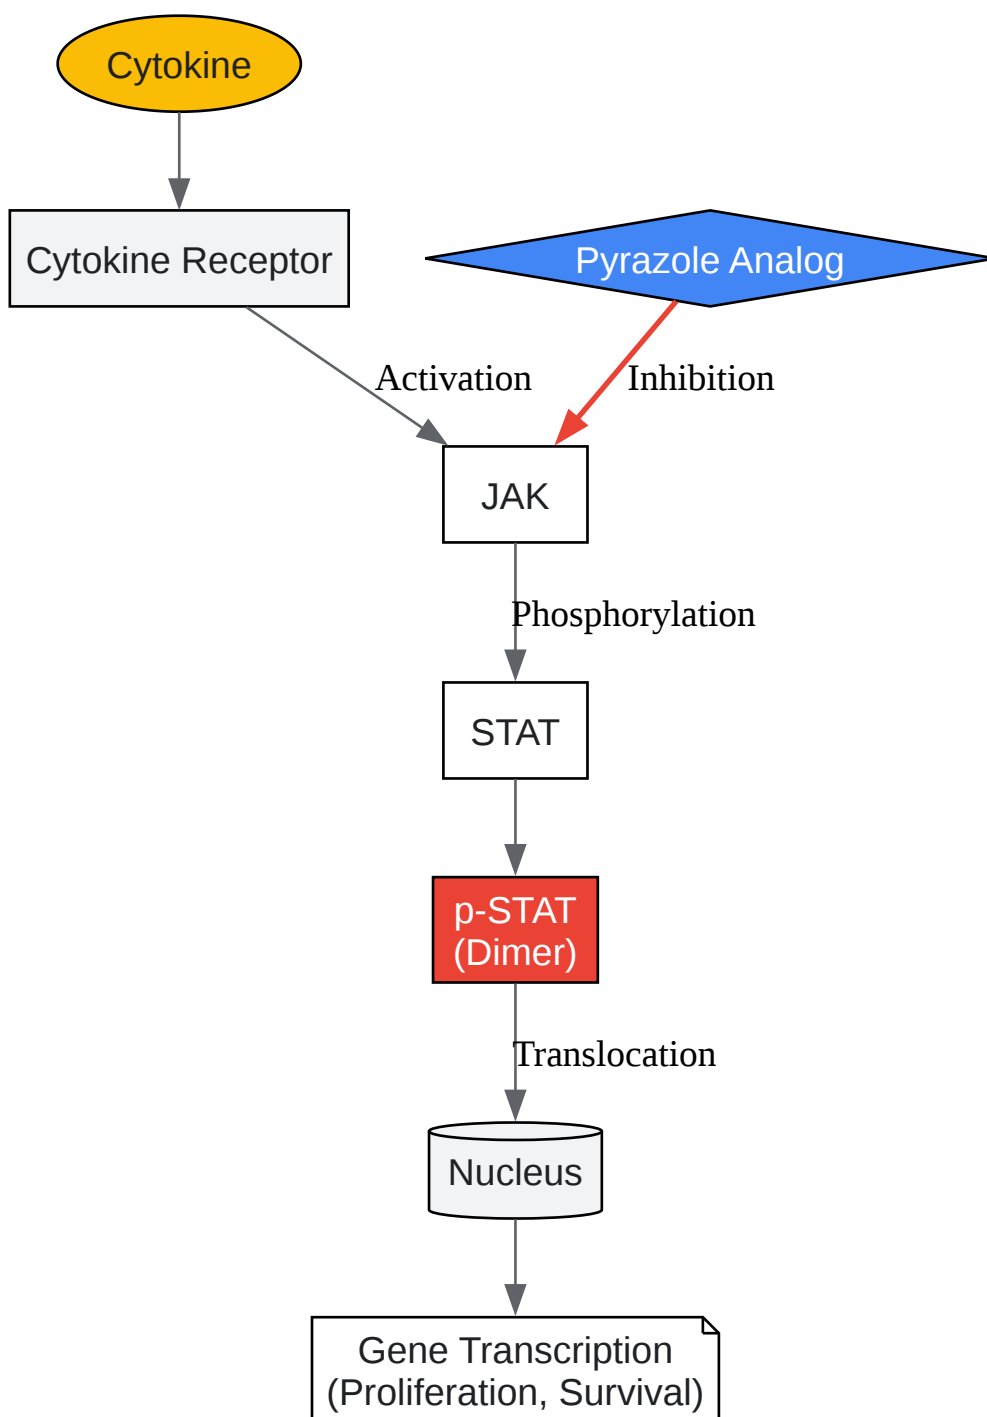 Cytokine
Cytokine Receptor
Pyrazole Analog
Activation
Inhibition
JAK
Phosphorylation
STAT
p-STAT
(Dimer)
Translocation
Nucleus
Gene Transcription
(Proliferation, Survival)